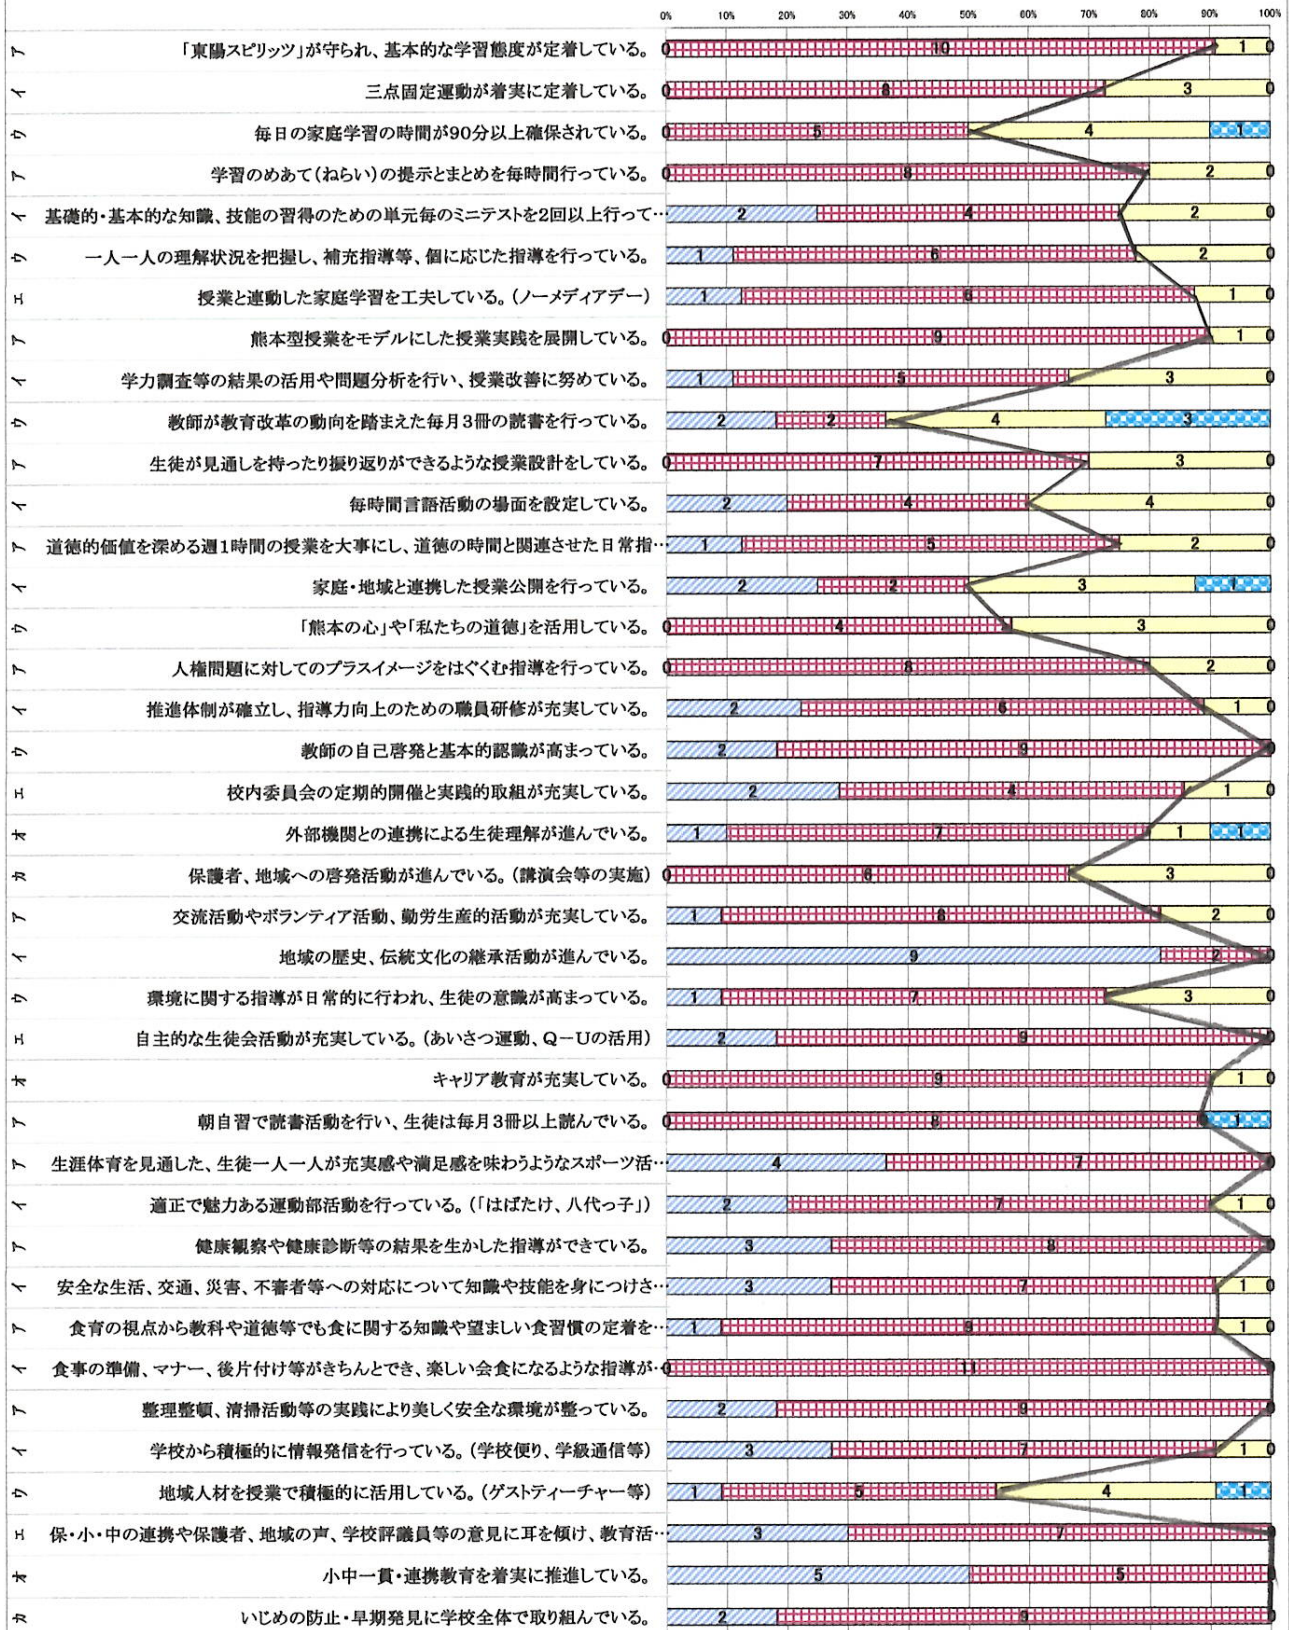 0% 10% 20% 30% 40% 50% 60% 70% 80% 90% 100%
ア 「東陽スピリッツ」が守られ、基本的な学習態度が定着している。 0 10 1 0
イ 三点固定運動が着実に定着している。 0 8 3 0
ウ 毎日の家庭学習の時間が90分以上確保されている。 0 5 4 1
ア 学習のめあて(ねらい)の提示とまとめを毎時間行っている。 0 8 2 0
イ 基礎的・基本的な知識、技能の習得のための単元毎のミニテストを2回以上行って… 2 4 2 0
ウ 一人一人の理解状況を把握し、補充指導等、個に応じた指導を行っている。 1 6 2 0
エ 授業と連動した家庭学習を工夫している。(ノーメディアデー) 1 6 1 0
ア 熊本型授業をモデルにした授業実践を展開している。 0 9 1 0
イ 学力調査等の結果の活用や問題分析を行い、授業改善に努めている。 1 5 3 0
ウ 教師が教育改革の動向を踏まえた毎月3冊の読書を行っている。 2 2 4 3
ア 生徒が見通しを持ったり振り返りができるような授業設計をしている。 0 7 3 0
イ 毎時間言語活動の場面を設定している。 2 4 4 0
ア 道徳的価値を深める週1時間の授業を大事にし、道徳の時間と関連させた日常指… 1 5 2 0
イ 家庭・地域と連携した授業公開を行っている。 2 2 3 1
ウ 「熊本の心」や「私たちの道徳」を活用している。 0 4 3 0
ア 人権問題に対してのプラスイメージをはぐくむ指導を行っている。 0 8 2 0
イ 推進体制が確立し、指導力向上のための職員研修が充実している。 2 6 1 0
ウ 教師の自己啓発と基本的認識が高まっている。 2 9 0
エ 校内委員会の定期的開催と実践的取組が充実している。 2 4 1 0
オ 外部機関との連携による生徒理解が進んでいる。 1 7 1 1
カ 保護者、地域への啓発活動が進んでいる。(講演会等の実施) 0 6 3 0
ア 交流活動やボランティア活動、勤労生産的活動が充実している。 1 8 2 0
イ 地域の歴史、伝統文化の継承活動が進んでいる。 9 2 0
ウ 環境に関する指導が日常的に行われ、生徒の意識が高まっている。 1 7 3 0
エ 自主的な生徒会活動が充実している。(あいさつ運動、Q-Uの活用) 2 9 0
オ キャリア教育が充実している。 0 9 1 0
ア 朝自習で読書活動を行い、生徒は毎月3冊以上読んでいる。 0 8 0 1
ア 生涯体育を見通した、生徒一人一人が充実感や満足感を味わうようなスポーツ活… 4 7 0
イ 適正で魅力ある運動部活動を行っている。(「はばたけ、八代っ子」) 2 7 1 0
ア 健康観察や健康診断等の結果を生かした指導ができている。 3 8 0
イ 安全な生活、交通、災害、不審者等への対応について知識や技能を身につけさ… 3 7 1 0
ア 食育の視点から教科や道徳等でも食に関する知識や望ましい食習慣の定着を… 1 9 1 0
イ 食事の準備、マナー、後片付け等がきちんとでき、楽しい会食になるような指導が… 0 11 0
ア 整理整頓、清掃活動等の実践により美しく安全な環境が整っている。 2 9 0
イ 学校から積極的に情報発信を行っている。(学校便り、学級通信等) 3 7 1 0
ウ 地域人材を授業で積極的に活用している。(ゲストティーチャー等) 1 5 4 1
エ 保・小・中の連携や保護者、地域の声、学校評議員等の意見に耳を傾け、教育活… 3 7 0
オ 小中一貫・連携教育を着実に推進している。 5 5 0
カ いじめの防止・早期発見に学校全体で取り組んでいる。 2 9 0